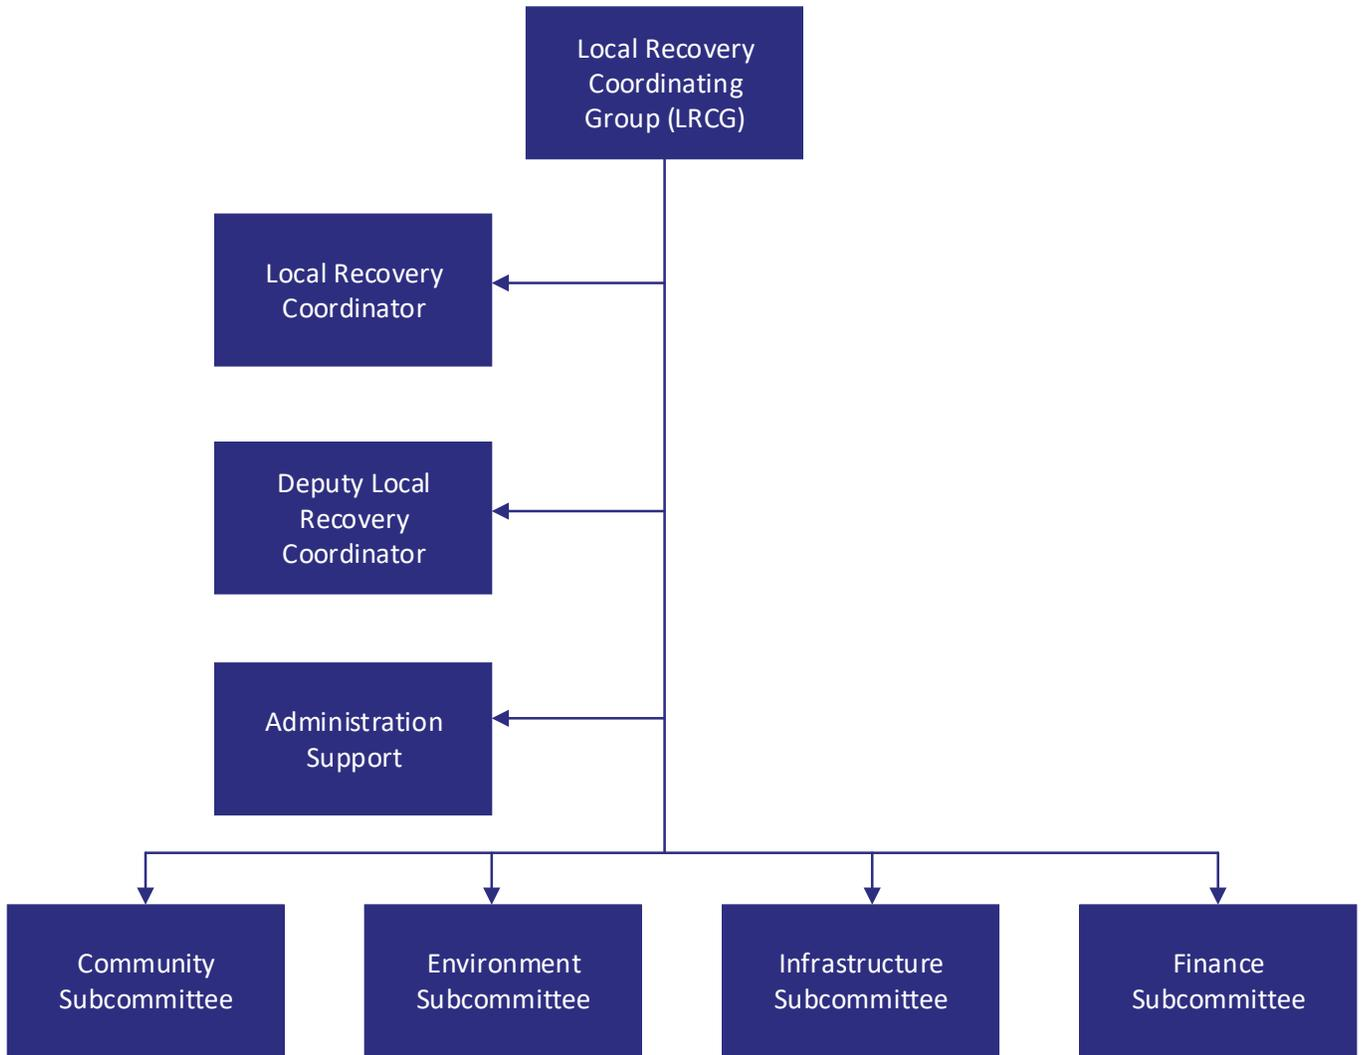 Local Recovery
Coordinating
Group (LRCG)
Local Recovery
Coordinator
Deputy Local
Recovery
Coordinator
Administration
Support
Community
Subcommittee
Environment
Subcommittee
Infrastructure
Subcommittee
Finance
Subcommittee